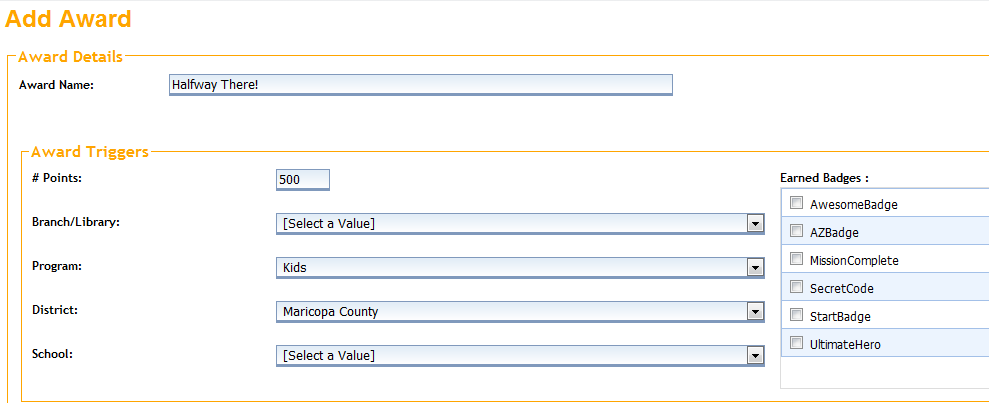 Add Award
Award Details
Award Name: Halfway There!
Award Triggers
# Points: 500
Branch/Library: [Select a Value]
Program: Kids
District: Maricopa County
School: [Select a Value]
Earned Badges :
AwesomeBadge
AZBadge
MissionComplete
SecretCode
StartBadge
UltimateHero